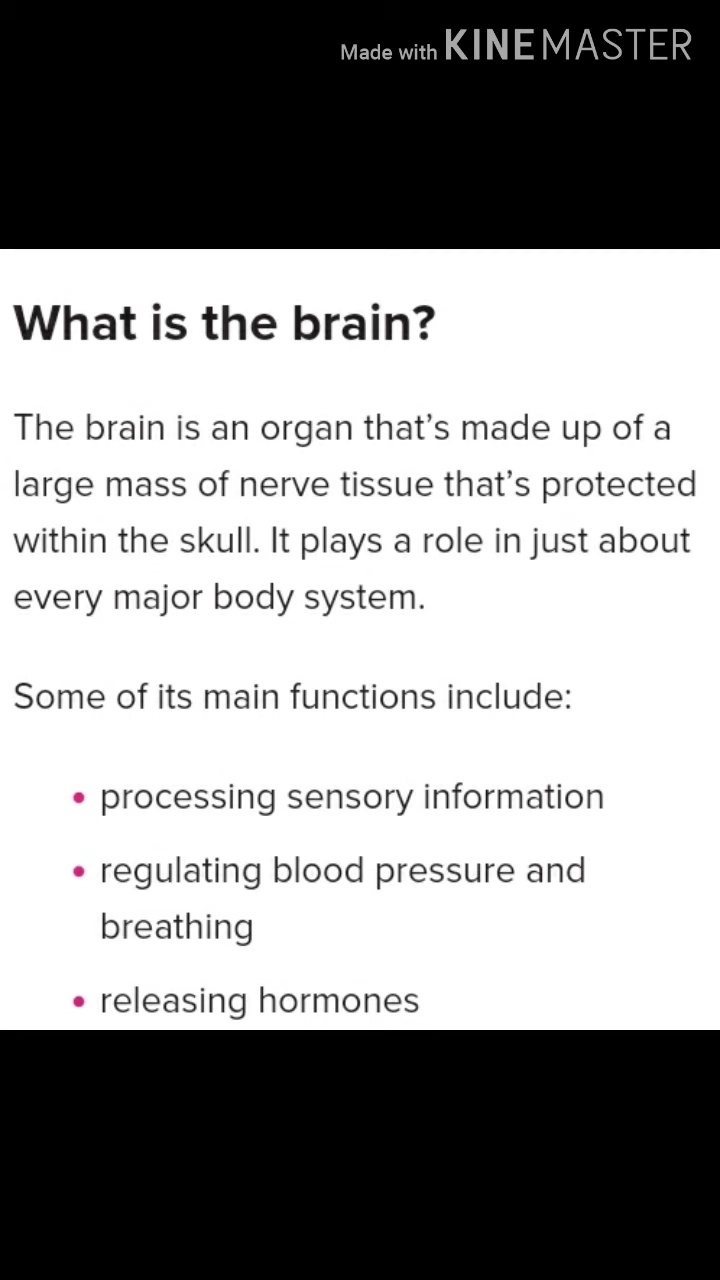 Made with KINEMASTER
What is the brain?
The brain is an organ that’s made up of a
large mass of nerve tissue that’s protected
within the skull. It plays a role in just about
every major body system.
Some of its main functions include:
• processing sensory information
• regulating blood pressure and
breathing
• releasing hormones